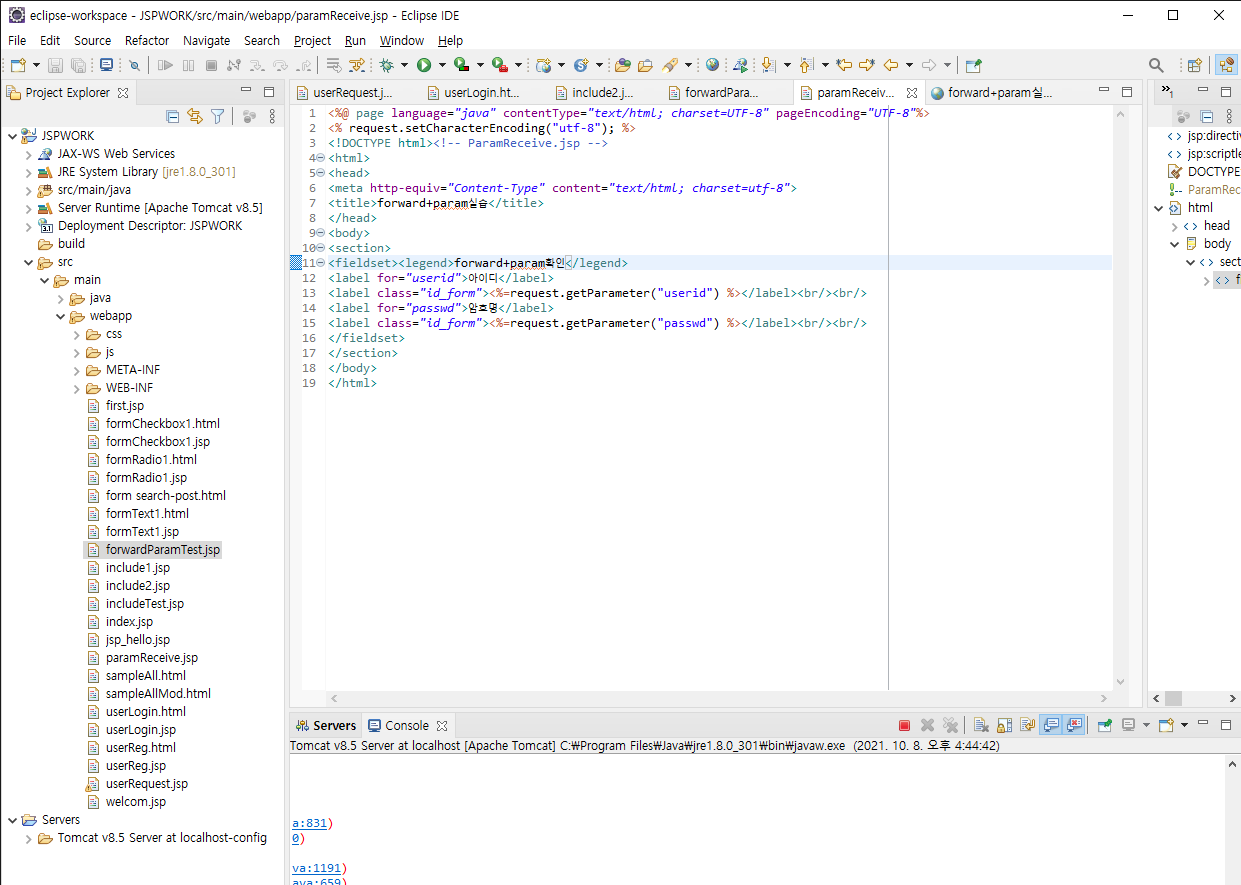 eclipse-workspace - JSPWORK/src/main/webapp/paramReceive.jsp - Eclipse IDE
File Edit Source Refactor Navigate Search Project Run Window Help
Project Explorer
JSPWORK
JAX-WS Web Services
JRE System Library [jre1.8.0_301]
src/main/java
Server Runtime [Apache Tomcat v8.5]
Deployment Descriptor: JSPWORK
build
src
main
java
webapp
css
js
META-INF
WEB-INF
first.jsp
formCheckbox1.html
formCheckbox1.jsp
formRadio1.html
formRadio1.jsp
form search-post.html
formText1.html
formText1.jsp
forwardParamTest.jsp
include1.jsp
include2.jsp
includeTest.jsp
index.jsp
jsp_hello.jsp
paramReceive.jsp
sampleAll.html
sampleAllMod.html
userLogin.html
userLogin.jsp
userReg.html
userReg.jsp
userRequest.jsp
welcom.jsp
Servers
Tomcat v8.5 Server at localhost-config
userRequest.j... userLogin.ht... include2.j... forwardPara... paramReceiv... forward+param실...
1 <%@ page language="java" contentType="text/html; charset=UTF-8" pageEncoding="UTF-8"%>
2 <% request.setCharacterEncoding("utf-8"); %>
3 <!DOCTYPE html><!-- ParamReceive.jsp -->
4 <html>
5 <head>
6 <meta http-equiv="Content-Type" content="text/html; charset=utf-8">
7 <title>forward+param실습</title>
8 </head>
9 <body>
10 <section>
11 <fieldset><legend>forward+param확인</legend>
12 <label for="userid">아이디</label>
13 <label class="id_form"><%=request.getParameter("userid") %></label><br/><br/>
14 <label for="passwd">암호명</label>
15 <label class="id_form"><%=request.getParameter("passwd") %></label><br/><br/>
16 </fieldset>
17 </section>
18 </body>
19 </html>
»1
jsp:directiv
jsp:scriptle
DOCTYPE
ParamRec
html
head
body
sect
f
Servers Console
Tomcat v8.5 Server at localhost [Apache Tomcat] C:₩Program Files₩Java₩jre1.8.0_301₩bin₩javaw.exe (2021. 10. 8. 오후 4:44:42)
a:831)
0)
va:1191)
ava:659)